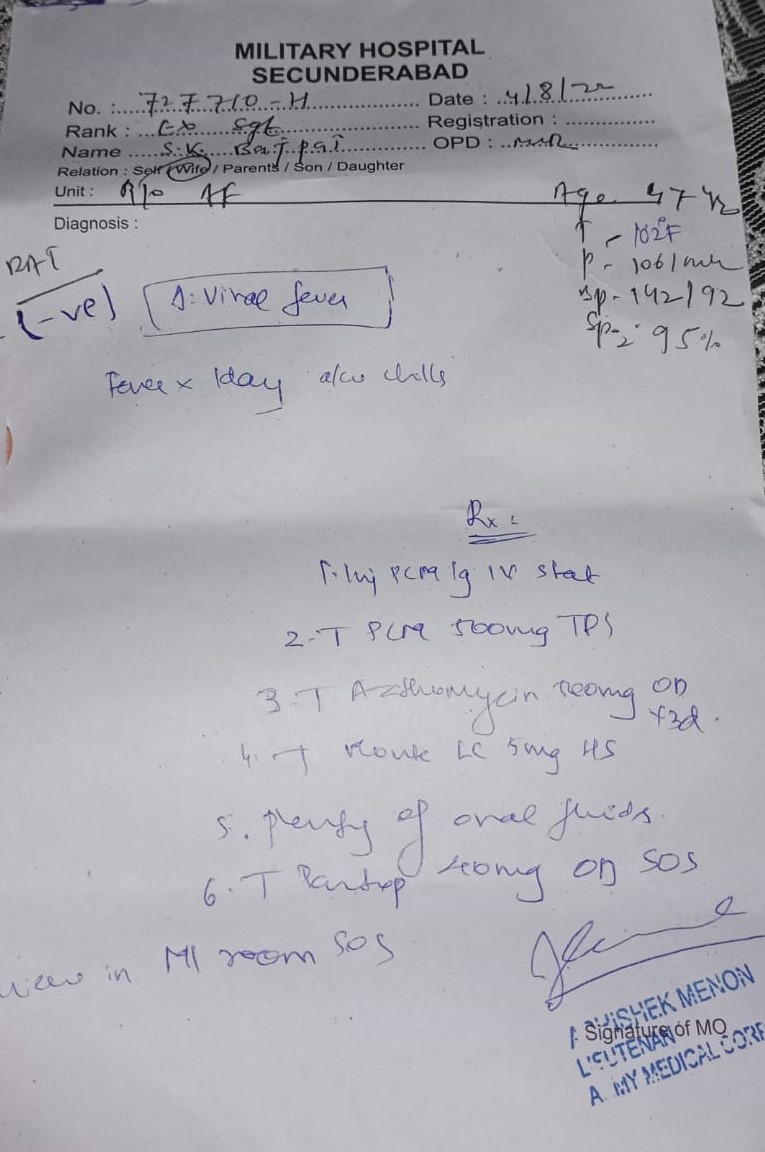 MILITARY HOSPITAL
SECUNDERABAD
No. : 727710-H Date : 4/8/22
Rank : Ex Sgt Registration :
Name S.K. Bajpai OPD :
Relation : Self / Wife / Parents / Son / Daughter
Unit : R/o AF Age 47 yr
Diagnosis :
T - 102°F
P - 106/min
BP - 142/92
SpO2: 95%
RAT
(-ve) Δ: Viral fever
Fever x 1day a/w chills
Rx :
1. Inj PCM 1g IV stat
2. T PCM 500mg TDS
3. T Azithromycin 500mg OD
x3d.
4. T Monte LC 5mg HS
5. Plenty of oral fluids.
6. T Pantop 40mg OD SOS
in MI room SOS
ABHISHEK MENON
Signature of MO
LIEUTENANT
ARMY MEDICAL CORP